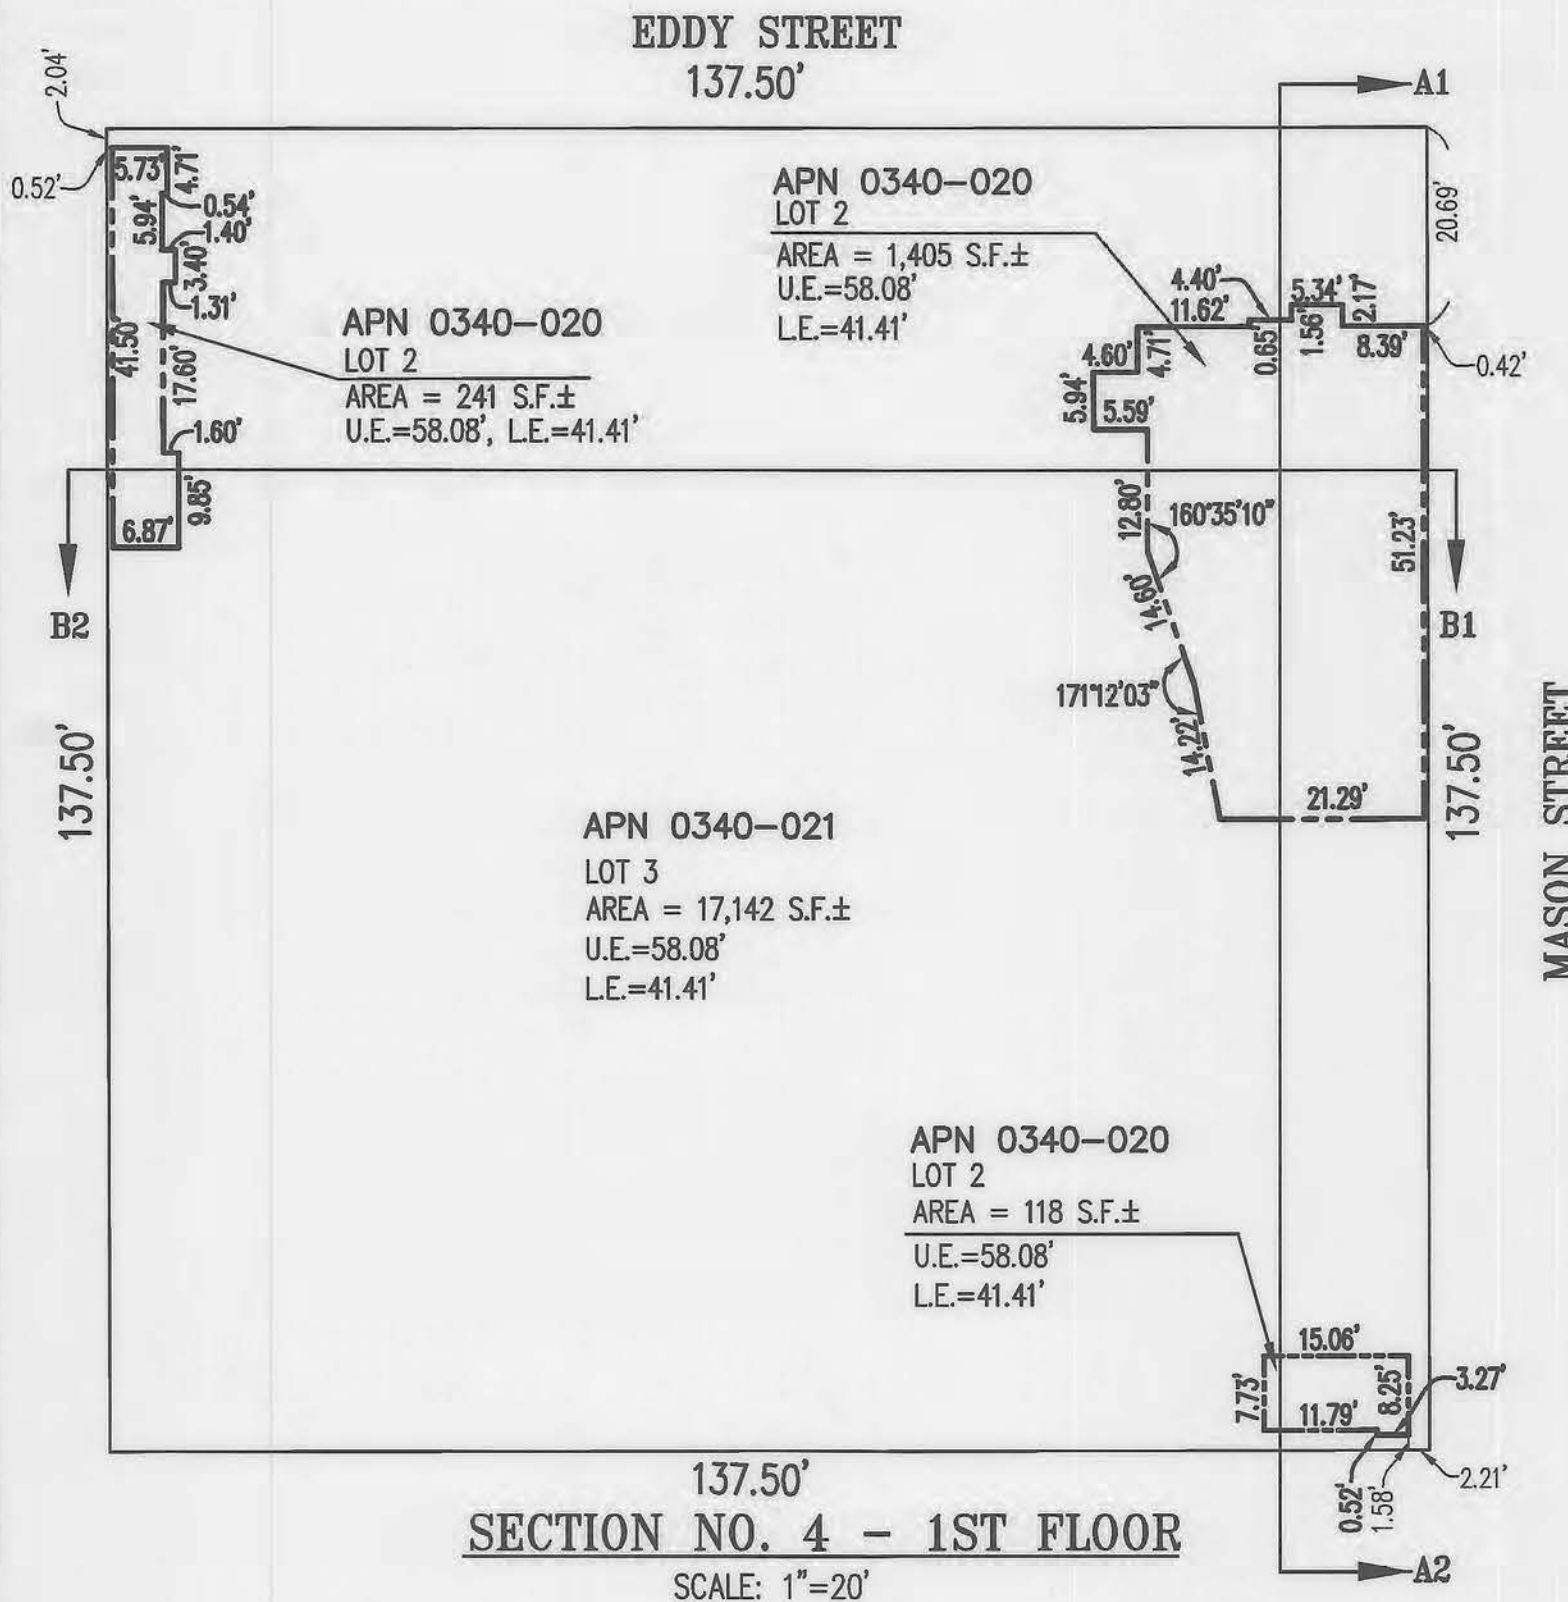 EDDY STREET
137.50'
A1
2.04'
0.52'
5.73'
4.71'
0.54'
5.94'
1.40'
3.40'
1.31'
41.50'
17.60'
1.60'
9.85'
6.87'
APN 0340-020
LOT 2
AREA = 241 S.F.±
U.E.=58.08', L.E.=41.41'
APN 0340-020
LOT 2
AREA = 1,405 S.F.±
U.E.=58.08'
L.E.=41.41'
20.69'
4.40'
11.62'
5.34'
2.17'
0.65'
1.56'
8.39'
0.42'
4.60'
4.71'
5.94'
5.59'
12.80'
160°35'10"
14.60'
171°12'03"
14.22'
51.23'
21.29'
B2
B1
137.50'
137.50'
MASON STREET
APN 0340-021
LOT 3
AREA = 17,142 S.F.±
U.E.=58.08'
L.E.=41.41'
APN 0340-020
LOT 2
AREA = 118 S.F.±
U.E.=58.08'
L.E.=41.41'
15.06'
7.73'
8.25'
3.27'
11.79'
0.52'
1.58'
2.21'
137.50'
SECTION NO. 4 - 1ST FLOOR
SCALE: 1"=20'
A2